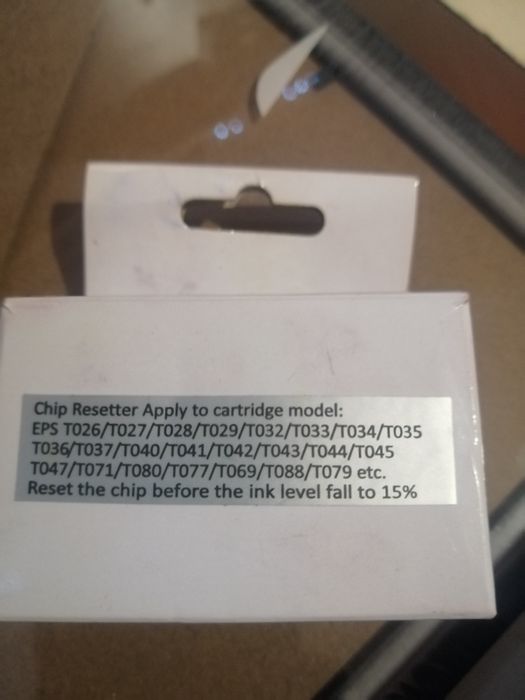 Chip Resetter Apply to cartridge model:
EPS T026/T027/T028/T029/T032/T033/T034/T035
T036/T037/T040/T041/T042/T043/T044/T045
T047/T071/T080/T077/T069/T088/T079 etc.
Reset the chip before the ink level fall to 15%